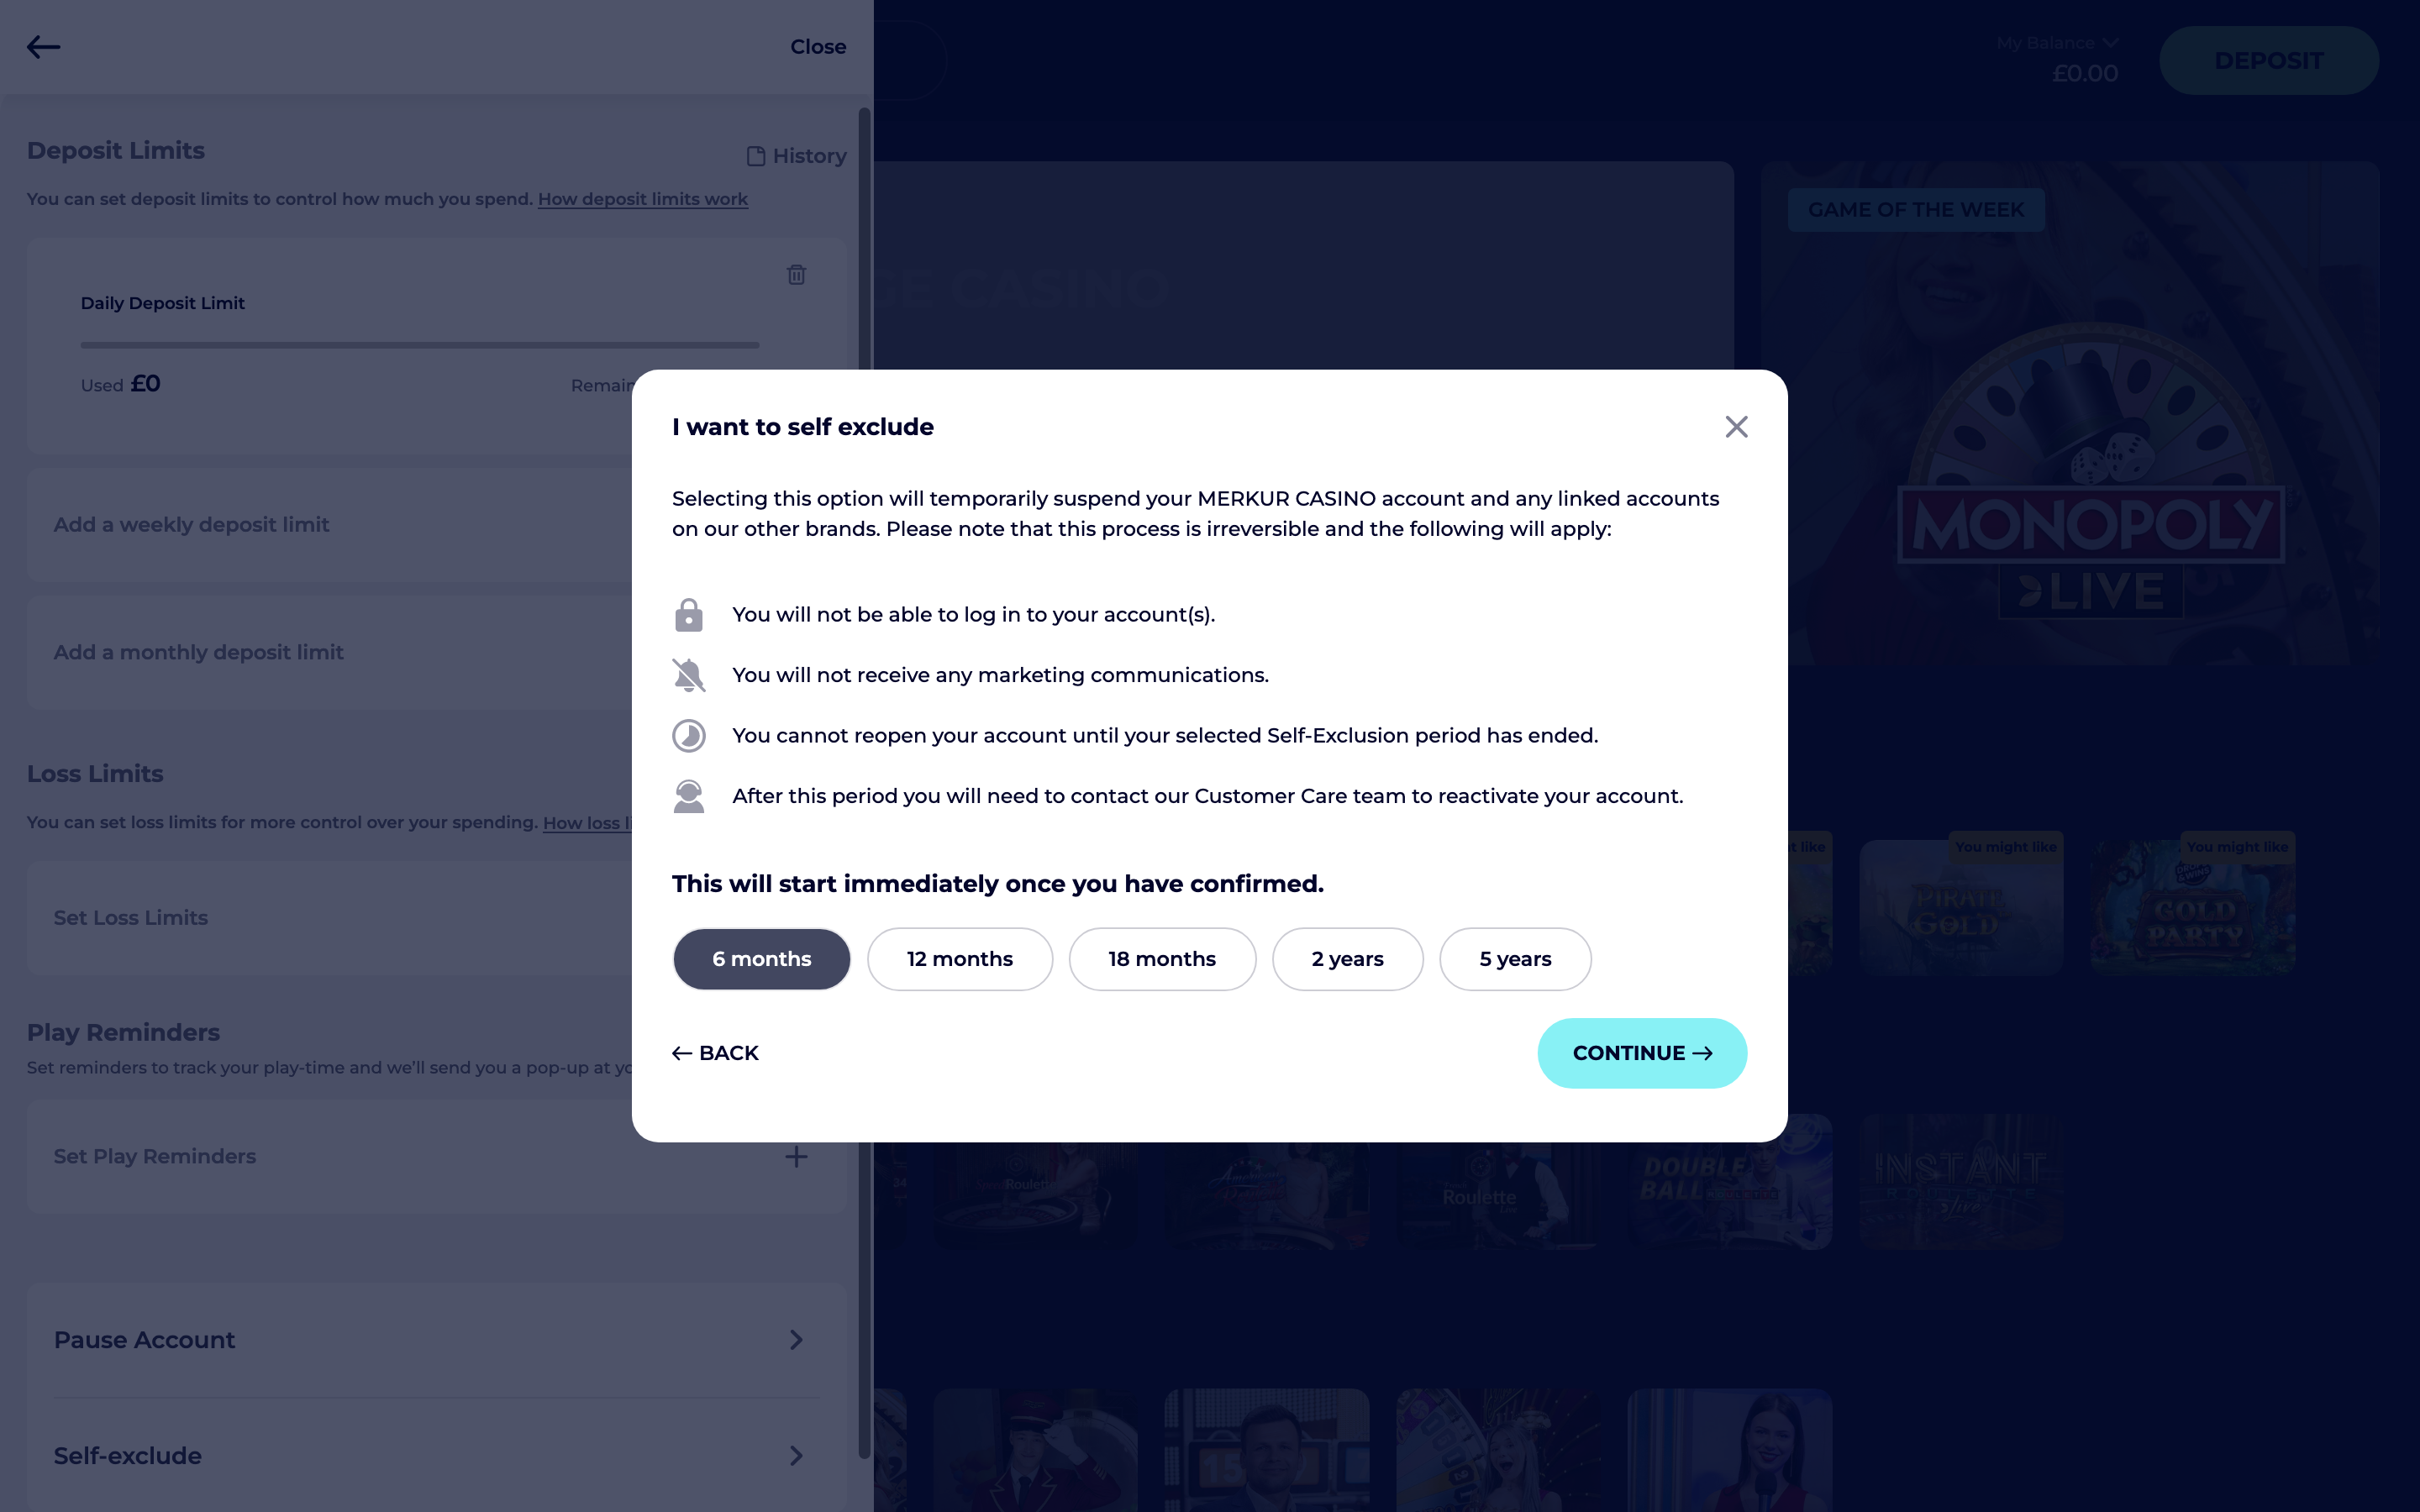 Close
My Balance
£0.00
DEPOSIT
Deposit Limits
History
You can set deposit limits to control how much you spend. How deposit limits work
Daily Deposit Limit
Used £0
Remain
Add a weekly deposit limit
Add a monthly deposit limit
Loss Limits
You can set loss limits for more control over your spending. How loss li
Set Loss Limits
Play Reminders
Set reminders to track your play-time and we'll send you a pop-up at yo
Set Play Reminders
Pause Account
Self-exclude
GE CASINO
GAME OF THE WEEK
MONOPOLY
LIVE
I want to self exclude
Selecting this option will temporarily suspend your MERKUR CASINO account and any linked accounts
on our other brands. Please note that this process is irreversible and the following will apply:
You will not be able to log in to your account(s).
You will not receive any marketing communications.
You cannot reopen your account until your selected Self-Exclusion period has ended.
After this period you will need to contact our Customer Care team to reactivate your account.
This will start immediately once you have confirmed.
6 months 12 months 18 months 2 years 5 years
BACK
CONTINUE
like
You might like
You might like
PIRATE
GOLD
GOLD
PARTY
24
Roulette
Roulette
Live
DOUBLE
BALL
INSTANT